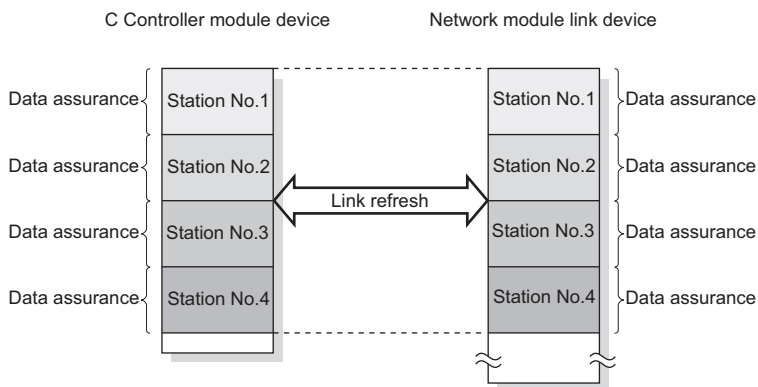 C Controller module device Network module link device
Data assurance Station No.1 Station No.1 Data assurance
Data assurance Station No.2 Station No.2 Data assurance
Link refresh
Data assurance Station No.3 Station No.3 Data assurance
Data assurance Station No.4 Station No.4 Data assurance